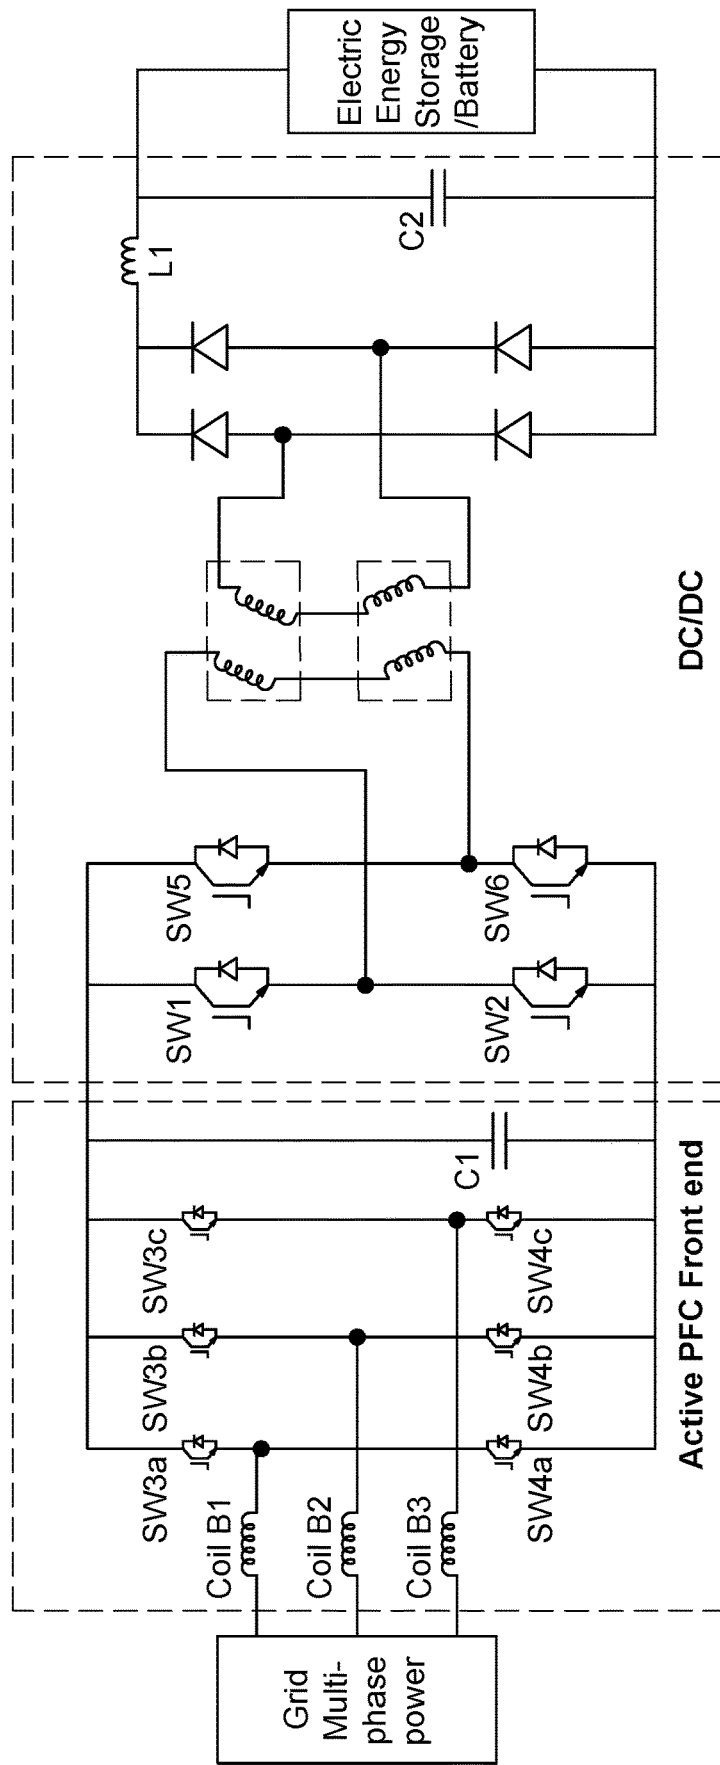 Grid
Multi-
phase
power
Coil B1
Coil B2
Coil B3
SW3a
SW3b
SW3c
SW4a
SW4b
SW4c
C1
Active PFC Front end
SW1
SW5
SW2
SW6
DC/DC
L1
C2
Electric
Energy
Storage
/Battery